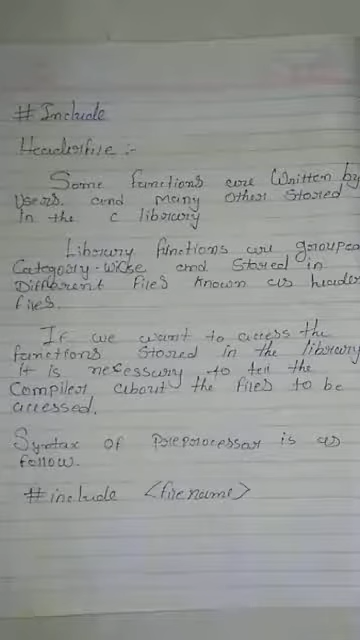 # Include
Headerfile :-
Some functions are Written by
Users and many other Stored
in the C library
Library functions are grouped
Category-wise and Stored in
Different files known as header
files.
If we want to access the
functions Stored in the library
it is necessary to tell the
Compiler about the files to be
accessed.
Syntax of Preprocessar is as
follow.
#include <filename>